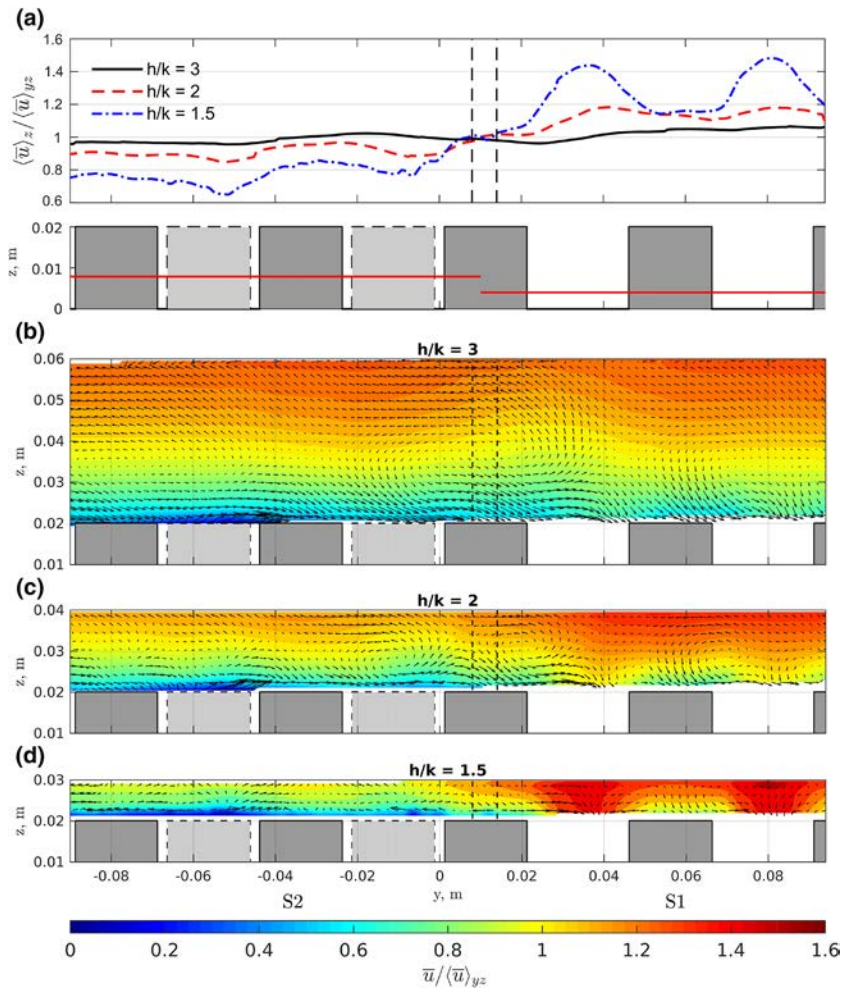 (a)
1.6
1.4
1.2
1
0.8
0.6
⟨u̅⟩z/⟨u̅⟩yz
h/k = 3
h/k = 2
h/k = 1.5
0.02
0.01
0
z, m
(b)
h/k = 3
0.06
0.05
0.04
0.03
0.02
0.01
z, m
(c)
h/k = 2
0.04
0.03
0.02
0.01
z, m
(d)
h/k = 1.5
0.03
0.02
0.01
z, m
-0.08 -0.06 -0.04 -0.02 0 0.02 0.04 0.06 0.08
y, m
S2 S1
0 0.2 0.4 0.6 0.8 1 1.2 1.4 1.6
u̅/⟨u̅⟩yz